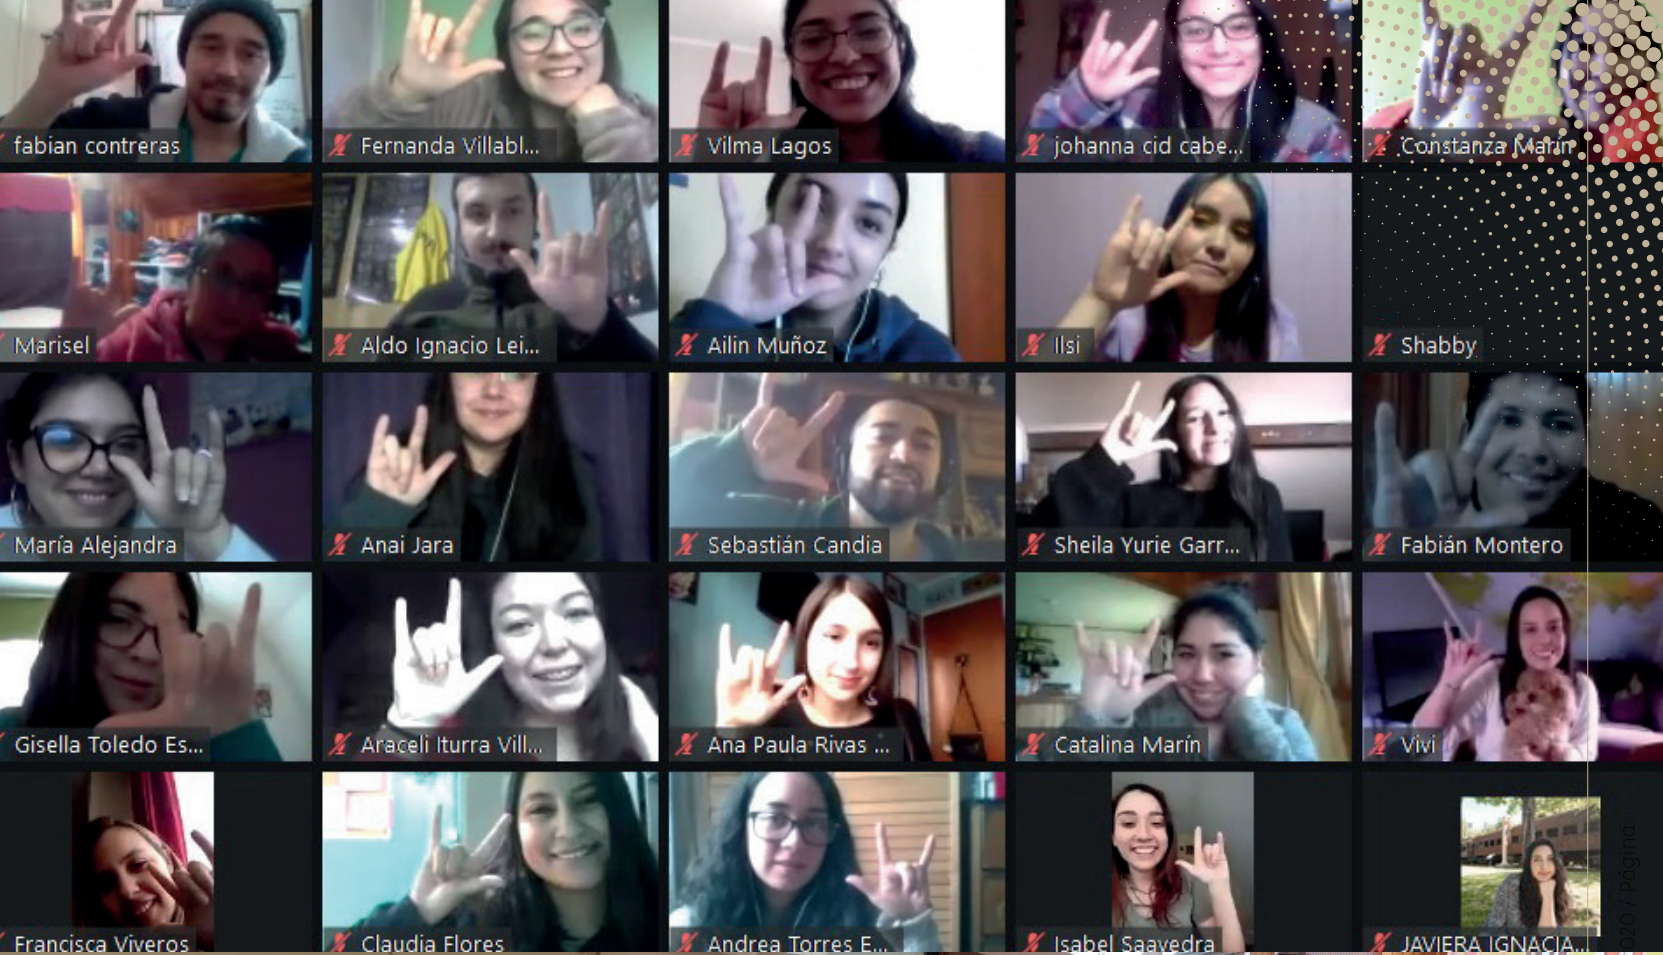 fabian contreras
Fernanda Villabl...
Vilma Lagos
johanna cid cabe...
Constanza Marín
Marisel
Aldo Ignacio Lei...
Ailin Muñoz
Ilsi
Shabby
María Alejandra
Anai Jara
Sebastián Candia
Sheila Yurie Garr...
Fabián Montero
Gisella Toledo Es...
Araceli Iturra Vill...
Ana Paula Rivas ...
Catalina Marín
Vivi
Francisca Viveros
Claudia Flores
Andrea Torres E...
Isabel Saavedra
JAVIERA IGNACIA...
/ Página